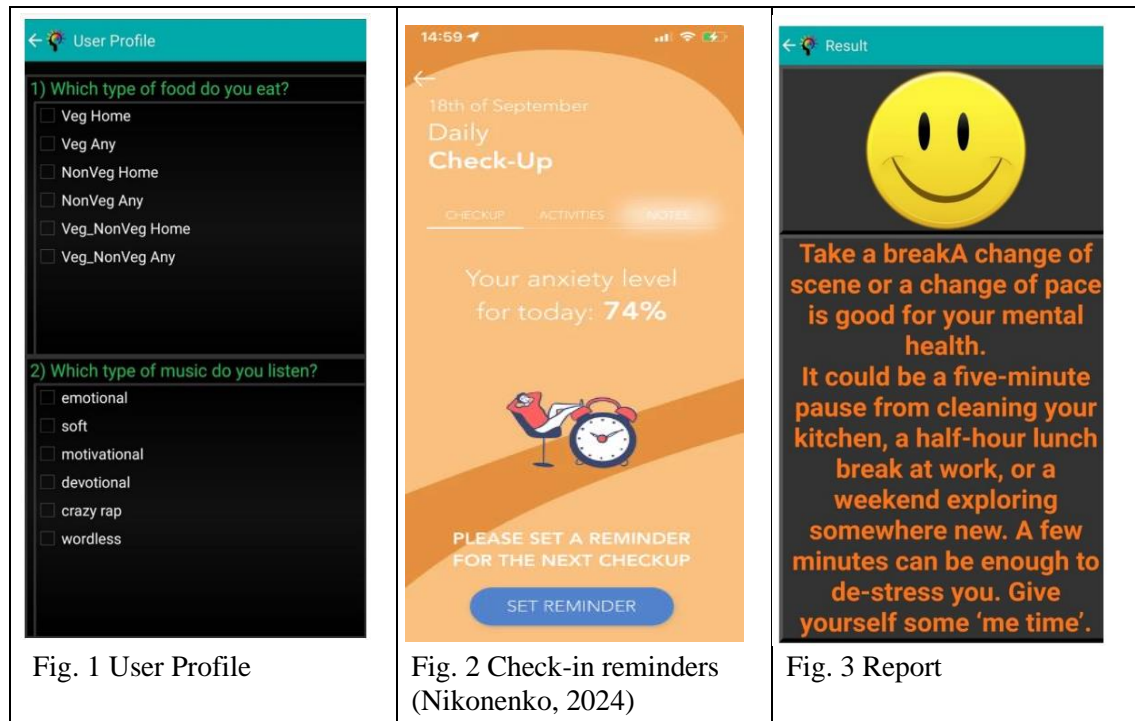 User Profile
1) Which type of food do you eat?
Veg Home
Veg Any
NonVeg Home
NonVeg Any
Veg_NonVeg Home
Veg_NonVeg Any
2) Which type of music do you listen?
emotional
soft
motivational
devotional
crazy rap
wordless
Fig. 1 User Profile
14:59
18th of September
Daily
Check-Up
CHECKUP ACTIVITIES NOTES
Your anxiety level
for today: 74%
PLEASE SET A REMINDER
FOR THE NEXT CHECKUP
SET REMINDER
Fig. 2 Check-in reminders
(Nikonenko, 2024)
Result
Take a breakA change of
scene or a change of pace
is good for your mental
health.
It could be a five-minute
pause from cleaning your
kitchen, a half-hour lunch
break at work, or a
weekend exploring
somewhere new. A few
minutes can be enough to
de-stress you. Give
yourself some ‘me time’.
Fig. 3 Report